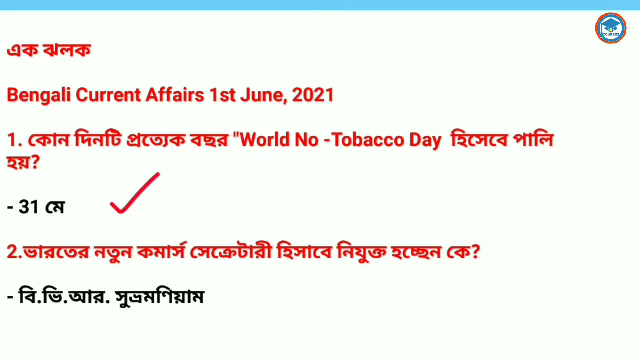 এক ঝলক
Bengali Current Affairs 1st June, 2021
1. কোন দিনটি প্রত্যেক বছর "World No -Tobacco Day হিসেবে পালি
হয়?
- 31 মে
2.ভারতের নতুন কমার্স সেক্রেটারী হিসাবে নিযুক্ত হচ্ছেন কে?
- বি.ভি.আর. সুভ্রমণিয়াম